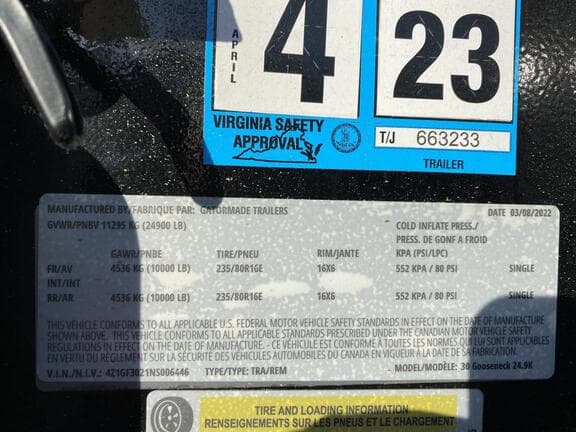 APRIL 4 23
VIRGINIA SAFETY
APPROVAL
T/J 663233
TRAILER
MANUFACTURED BY/FABRIQUE PAR: GATORMADE TRAILERS DATE 03/08/2022
GVWR/PNBV 11295 KG (24900 LB) COLD INFLATE PRESS./
PRESS. DE GONF A FROID
GAWR/PNBE TIRE/PNEU RIM/JANTE KPA (PSI/LPC)
FR/AV 4536 KG (10000 LB) 235/80R16E 16X6 552 KPA / 80 PSI SINGLE
INT/INT
RR/AR 4536 KG (10000 LB) 235/80R16E 16X6 552 KPA / 80 PSI SINGLE
THIS VEHICLE CONFORMS TO ALL APPLICABLE U.S. FEDERAL MOTOR VEHICLE SAFETY STANDARDS IN EFFECT ON THE DATE OF MANUFACTURE
SHOWN ABOVE. THIS VEHICLE CONFORMS TO ALL APPLICABLE STANDARDS PRESCRIBED UNDER THE CANADIAN MOTOR VEHICLE SAFETY
REGULATIONS IN EFFECT ON THE DATE OF MANUFACTURE - CE VÉHICULE EST CONFORME A TOUTES LES NORMES QUI LUI SONT APPLICABLES
EN VERTU DU RÈGLEMENT SUR LA SÉCURITÉ DES VÉHICULES AUTOMOBILES DU CANADA EN VIGUEUR À LA DATE DE SA FABRICATION.
V.I.N./N.I.V.: 4Z1GF3021NS006446 TYPE/TYPE: TRA/REM MODEL/MODÈLE: 30 Gooseneck 24.9K
TIRE AND LOADING INFORMATION
RENSEIGNEMENTS SUR LES PNEUS ET LE CHARGEMENT